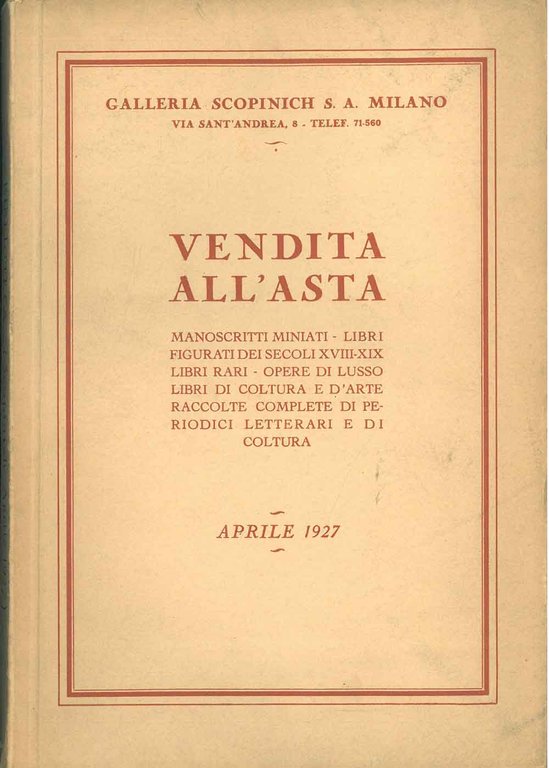 GALLERIA SCOPINICH S. A. MILANO
VIA SANT'ANDREA, 8 - TELEF. 71-560
VENDITA
ALL'ASTA
MANOSCRITTI MINIATI - LIBRI
FIGURATI DEI SECOLI XVIII-XIX
LIBRI RARI - OPERE DI LUSSO
LIBRI DI COLTURA E D'ARTE
RACCOLTE COMPLETE DI PE-
RIODICI LETTERARI E DI
COLTURA
APRILE 1927